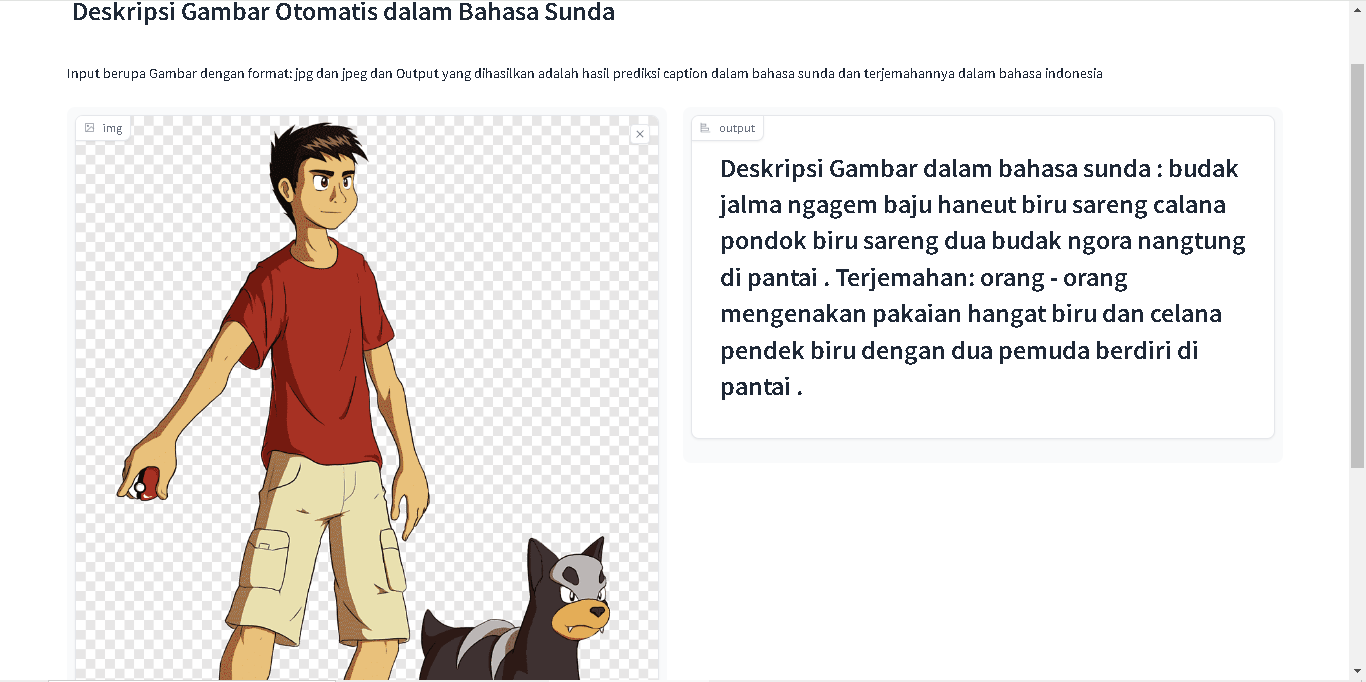 Deskripsi Gambar Otomatis dalam Bahasa Sunda
Input berupa Gambar dengan format: jpg dan jpeg dan Output yang dihasilkan adalah hasil prediksi caption dalam bahasa sunda dan terjemahannya dalam bahasa indonesia
img
output
Deskripsi Gambar dalam bahasa sunda : budak
jalma ngagem baju haneut biru sareng calana
pondok biru sareng dua budak ngora nangtung
di pantai . Terjemahan: orang - orang
mengenakan pakaian hangat biru dan celana
pendek biru dengan dua pemuda berdiri di
pantai .